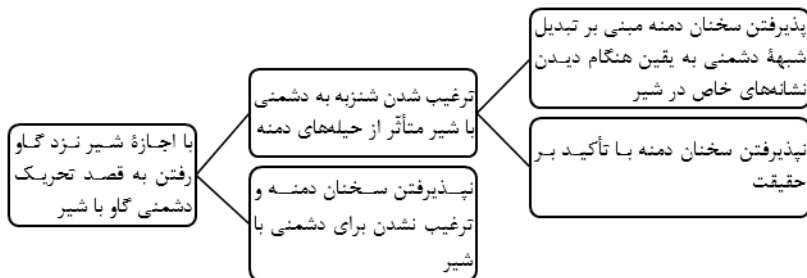 پذیرفتن سخنان دمنه مبنی بر تبدیل
شبههٔ دشمنی به یقین هنگام دیدن
نشانه‌های خاص در شیر
ترغیب شدن شنزبه به دشمنی
با شیر متأثّر از حیله‌های دمنه
با اجازهٔ شیر نزد گاو
رفتن به قصد تحریک
دشمنی گاو با شیر
نپذیرفتن سخنان دمنه با تأکید بر
حقیقت
نپذیرفتن سخنان دمنه و
ترغیب نشدن برای دشمنی با
شیر